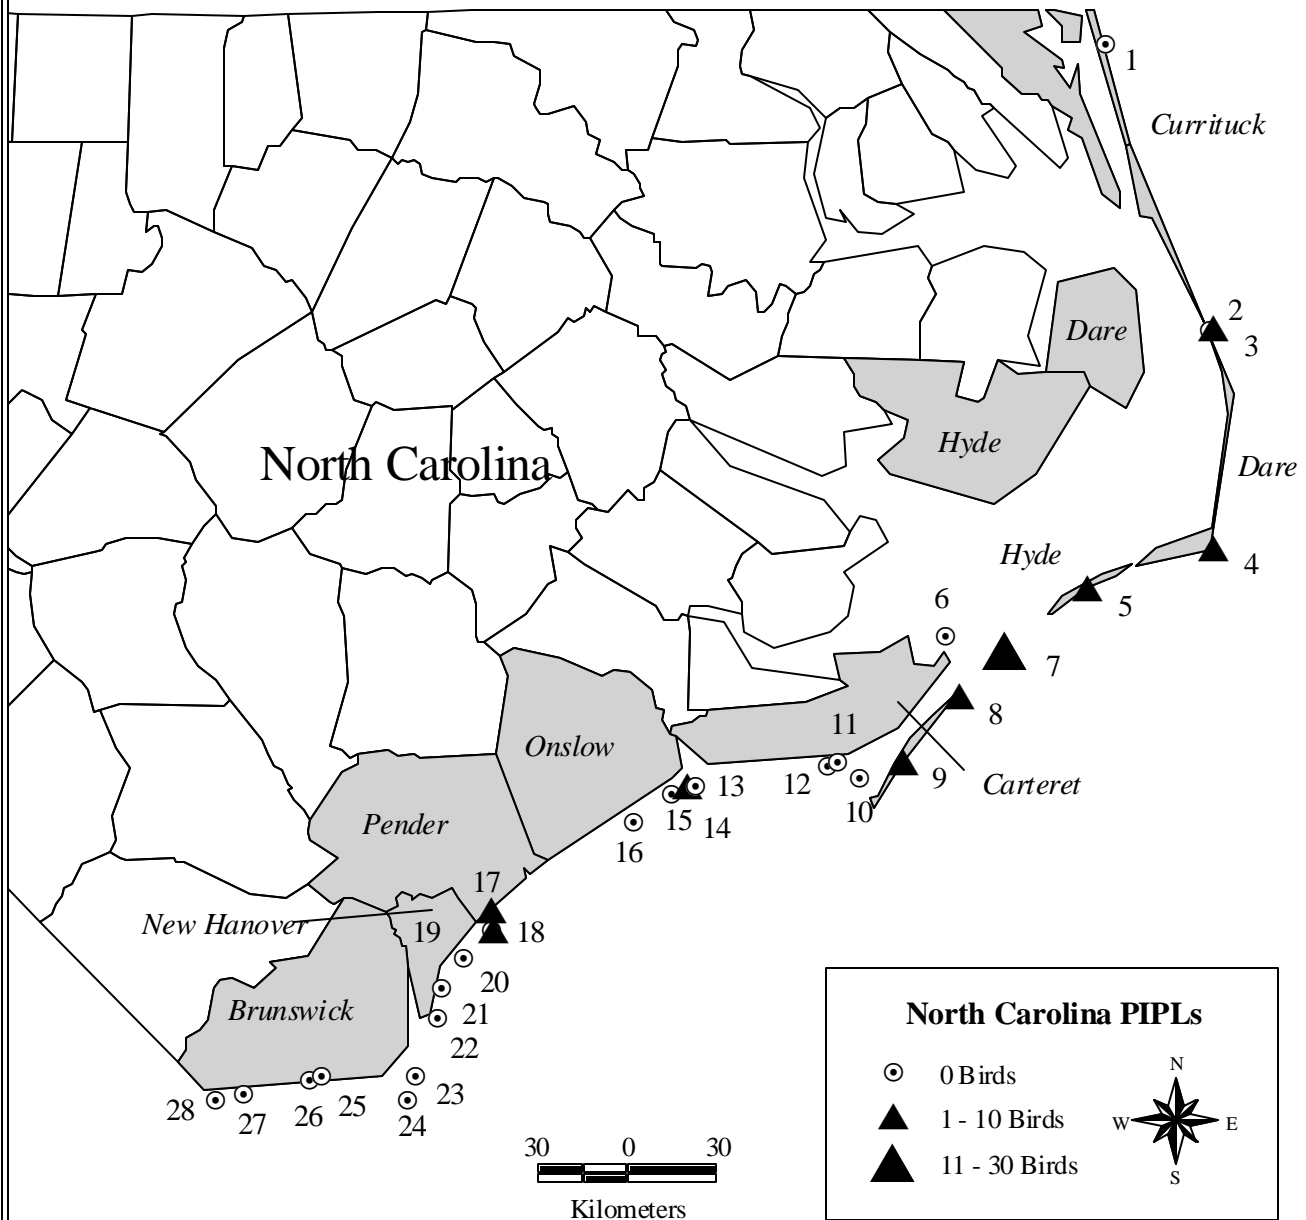 1
Currituck
2
Dare
3
North Carolina
Hyde
Dare
Hyde
4
5
6
7
8
11
Onslow
9
12
13
Carteret
10
15
14
Pender
16
17
New Hanover
19
18
20
Brunswick
21
22
23
28
27
26
25
24
North Carolina PIPLs
0 Birds
1 - 10 Birds
11 - 30 Birds
N
W
E
S
30 0 30
Kilometers